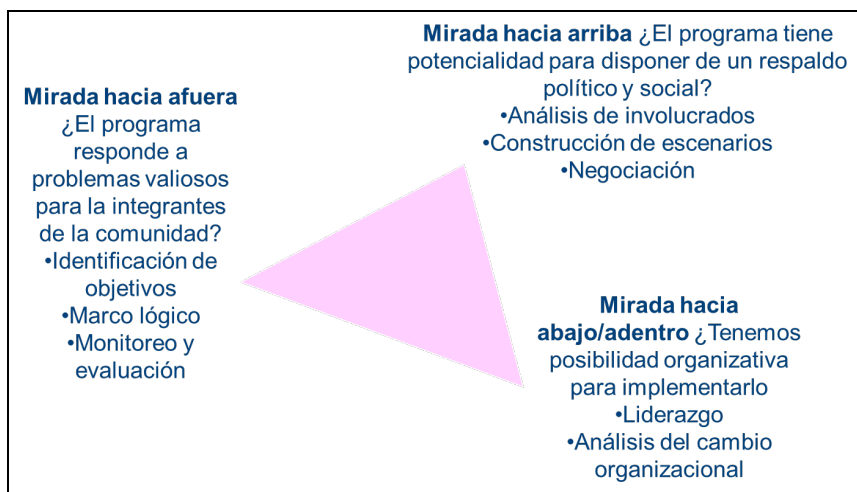 Mirada hacia afuera
¿El programa
responde a
problemas valiosos
para la integrantes
de la comunidad?
•Identificación de
objetivos
•Marco lógico
•Monitoreo y
evaluación
Mirada hacia arriba ¿El programa tiene
potencialidad para disponer de un respaldo
político y social?
•Análisis de involucrados
•Construcción de escenarios
•Negociación
Mirada hacia
abajo/adentro ¿Tenemos
posibilidad organizativa
para implementarlo
•Liderazgo
•Análisis del cambio
organizacional